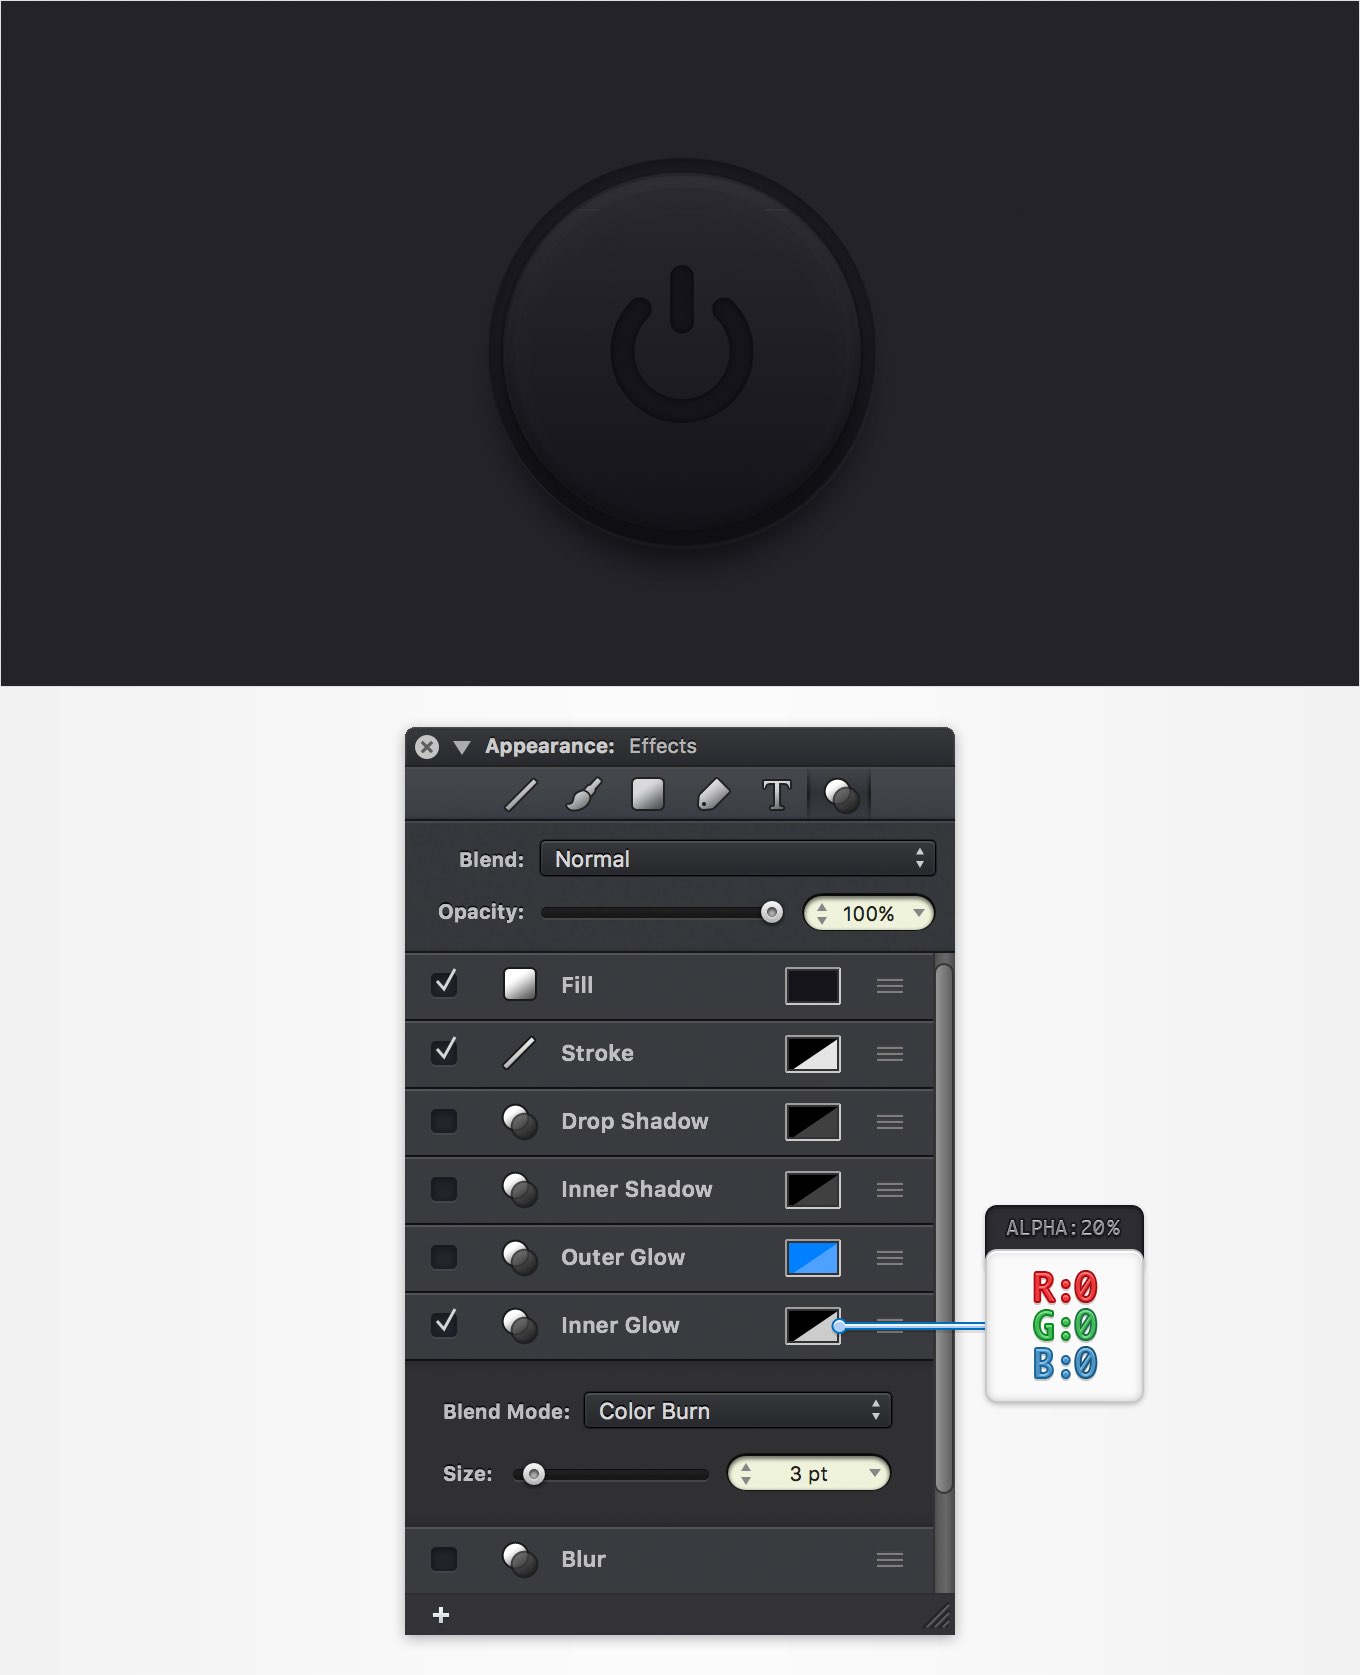 Appearance: Effects
T
Blend: Normal
Opacity: 100%
Fill
Stroke
Drop Shadow
Inner Shadow
Outer Glow
Inner Glow
ALPHA:20%
R:0
G:0
B:0
Blend Mode: Color Burn
Size: 3 pt
Blur